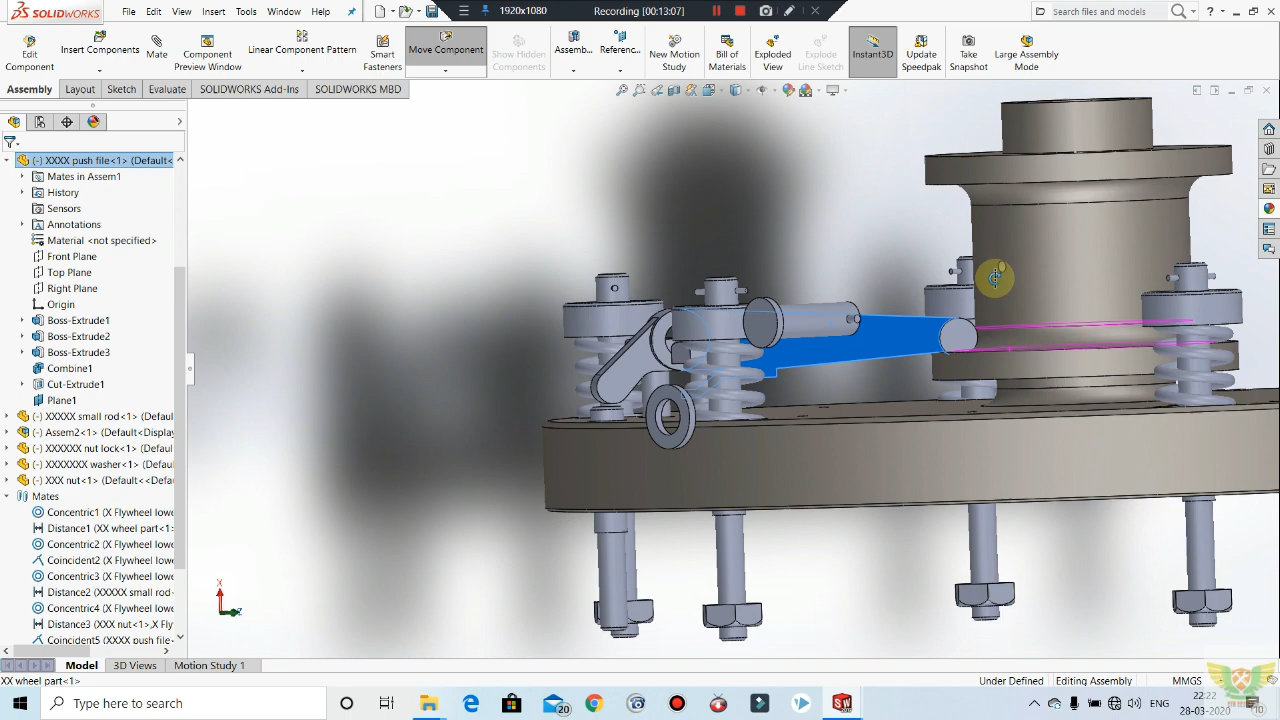 SOLIDWORKS
File Edit View Insert Tools Window Help
1920x1080 Recording [00:13:07]
Search files and models
?
Edit Component
Insert Components
Mate
Component Preview Window
Linear Component Pattern
Smart Fasteners
Move Component
Show Hidden Components
Assemb...
Referenc...
New Motion Study
Bill of Materials
Exploded View
Explode Line Sketch
Instant3D
Update Speedpak
Take Snapshot
Large Assembly Mode
Assembly Layout Sketch Evaluate SOLIDWORKS Add-Ins SOLIDWORKS MBD
(-) XXXX push file<1> (Default<
Mates in Assem1
History
Sensors
Annotations
Material <not specified>
Front Plane
Top Plane
Right Plane
Origin
Boss-Extrude1
Boss-Extrude2
Boss-Extrude3
Combine1
Cut-Extrude1
Plane1
(-) XXXXX small rod<1> (Defaul
(-) Assem2<1> (Default<Display
(-) XXXXXX nut lock<1> (Defaul
(-) XXXXXXX washer<1> (Defaul
(-) XXX nut<1> (Default<<Defau
Mates
Concentric1 (X Flywheel lowe
Distance1 (XX wheel part<1>
Concentric2 (X Flywheel lowe
Coincident2 (X Flywheel lowe
Concentric3 (X Flywheel lowe
Distance2 (XXXXX small rod<
Concentric4 (X Flywheel lowe
Distance3 (XXX nut<1>,X Fly
Coincident5 (XXXX push file<
X
Z
Model 3D Views Motion Study 1
XX wheel part<1>
Under Defined Editing Assembly MMGS
Type here to search
20
SW
ENG
22:22
28-03-2020
10